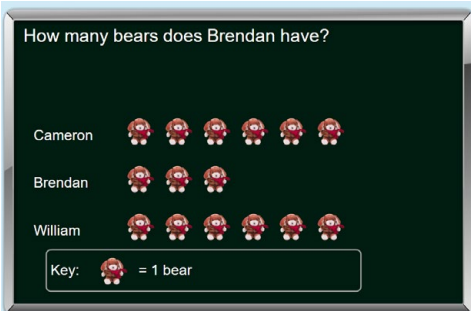 How many bears does Brendan have?
Cameron
Brendan
William
Key: = 1 bear